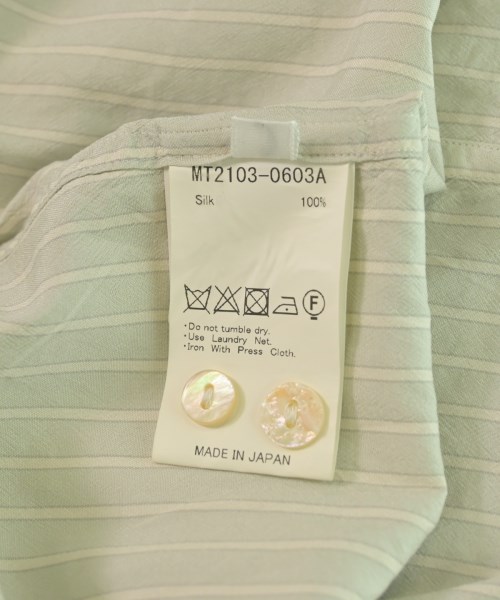 MT2103-0603A
Silk 100%
F
・Do not tumble dry.
・Use Laundry Net.
・Iron With Press Cloth.
MADE IN JAPAN